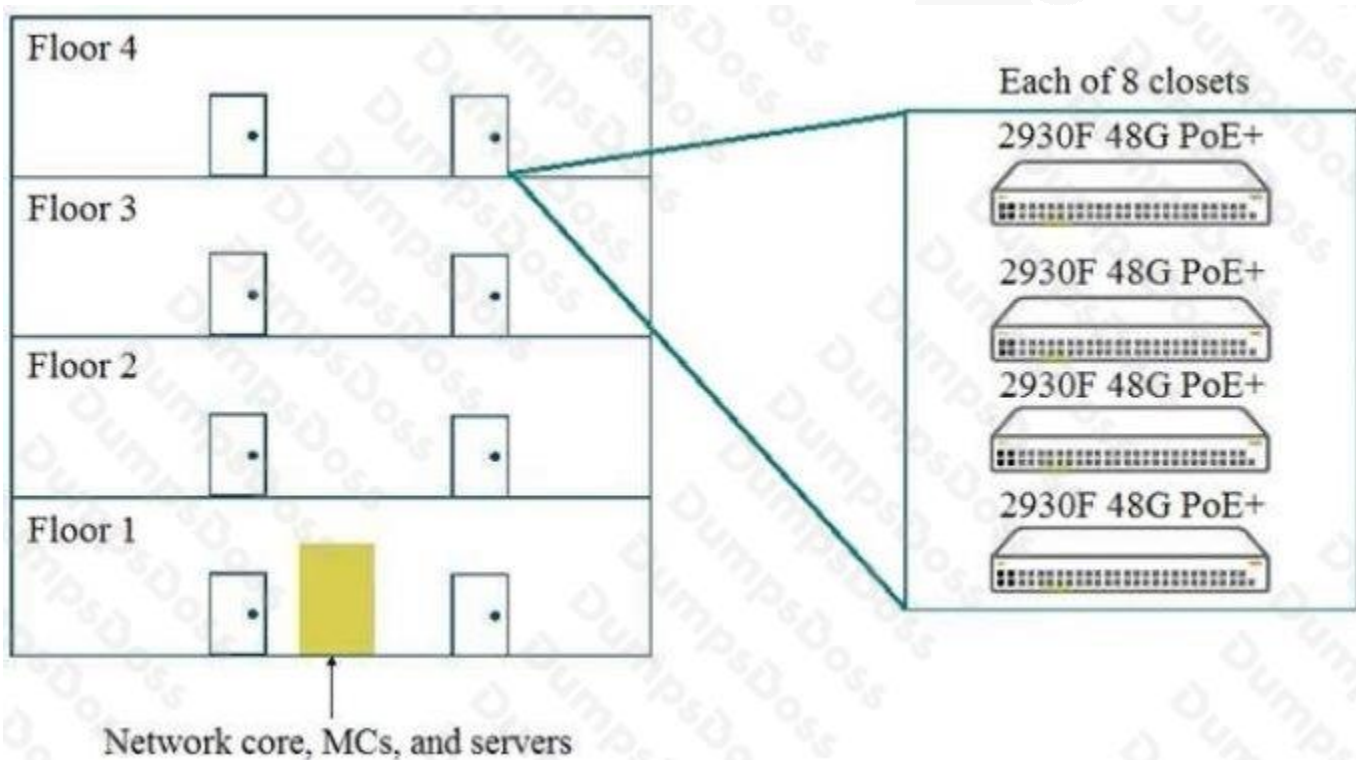 Floor 4
Floor 3
Floor 2
Floor 1
Network core, MCs, and servers
Each of 8 closets
2930F 48G PoE+
2930F 48G PoE+
2930F 48G PoE+
2930F 48G PoE+
DumpsDoss